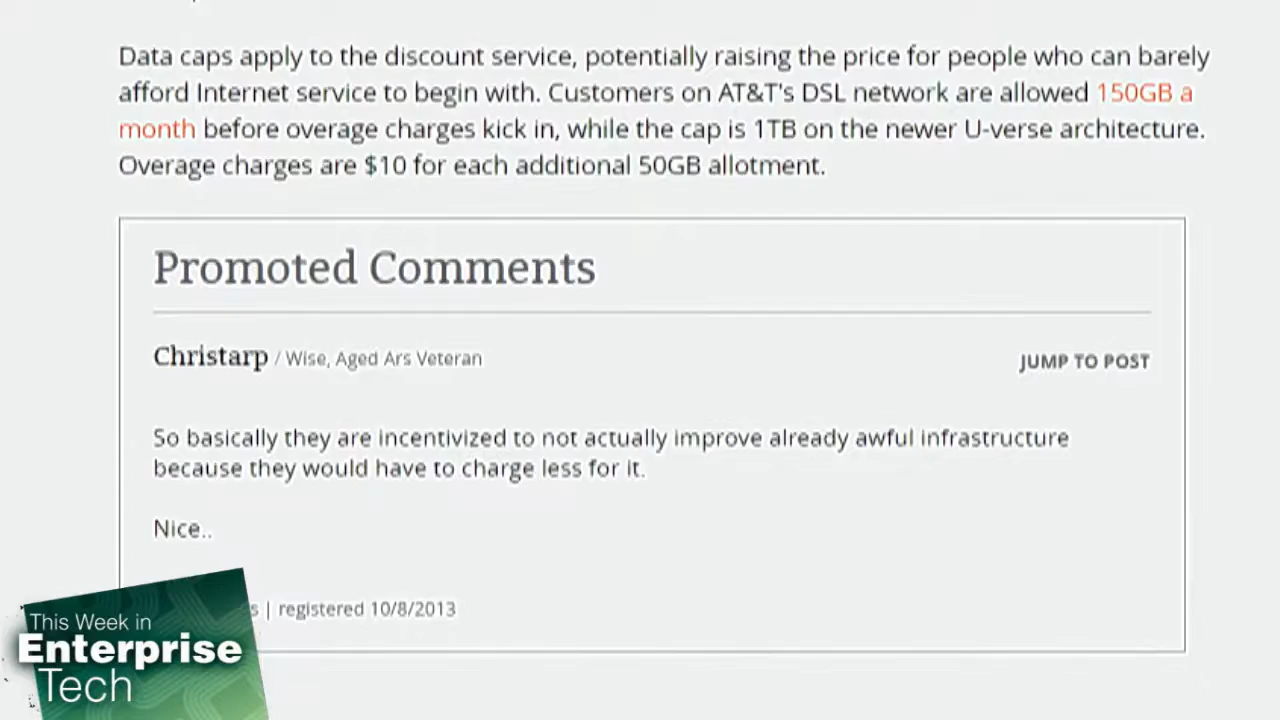 Data caps apply to the discount service, potentially raising the price for people who can barely
afford Internet service to begin with. Customers on AT&T's DSL network are allowed 150GB a
month before overage charges kick in, while the cap is 1TB on the newer U-verse architecture.
Overage charges are $10 for each additional 50GB allotment.
Promoted Comments
Christarp / Wise, Aged Ars Veteran
JUMP TO POST
So basically they are incentivized to not actually improve already awful infrastructure
because they would have to charge less for it.
Nice..
| registered 10/8/2013
This Week in
Enterprise
Tech